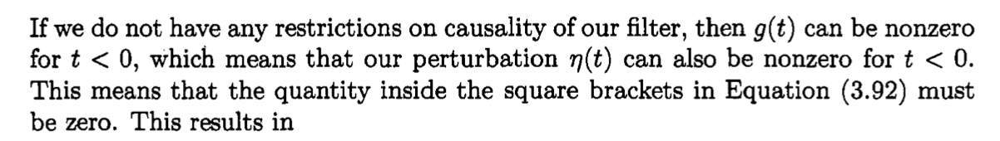 If we do not have any restrictions on causality of our filter, then g(t) can be nonzero
for t < 0, which means that our perturbation η(t) can also be nonzero for t < 0.
This means that the quantity inside the square brackets in Equation (3.92) must
be zero. This results in